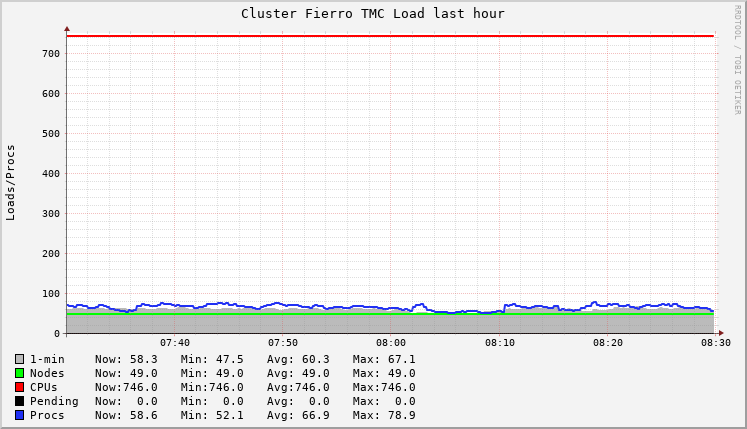 Cluster Fierro TMC Load last hour
RRDTOOL / TOBI OETIKER
Loads/Procs
700
600
500
400
300
200
100
0
07:40 07:50 08:00 08:10 08:20 08:30
1-min Now: 58.3 Min: 47.5 Avg: 60.3 Max: 67.1
Nodes Now: 49.0 Min: 49.0 Avg: 49.0 Max: 49.0
CPUs Now:746.0 Min:746.0 Avg:746.0 Max:746.0
Pending Now: 0.0 Min: 0.0 Avg: 0.0 Max: 0.0
Procs Now: 58.6 Min: 52.1 Avg: 66.9 Max: 78.9